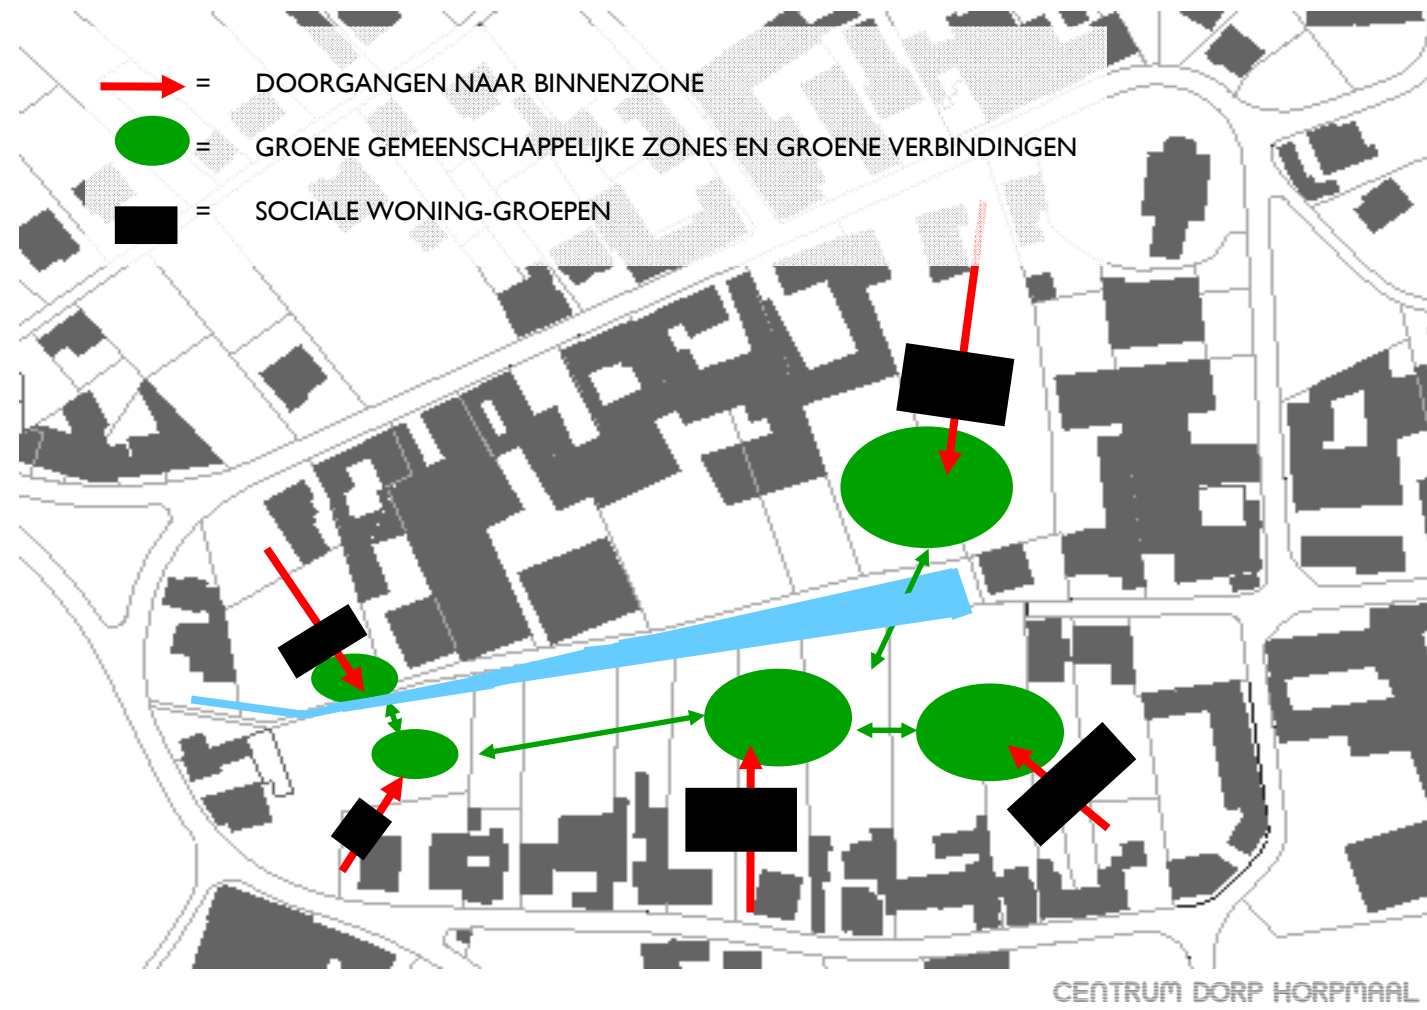 = DOORGANGEN NAAR BINNENZONE
= GROENE GEMEENSCHAPPELIJKE ZONES EN GROENE VERBINDINGEN
= SOCIALE WONING-GROEPEN
CENTRUM DORP HORPMAAL